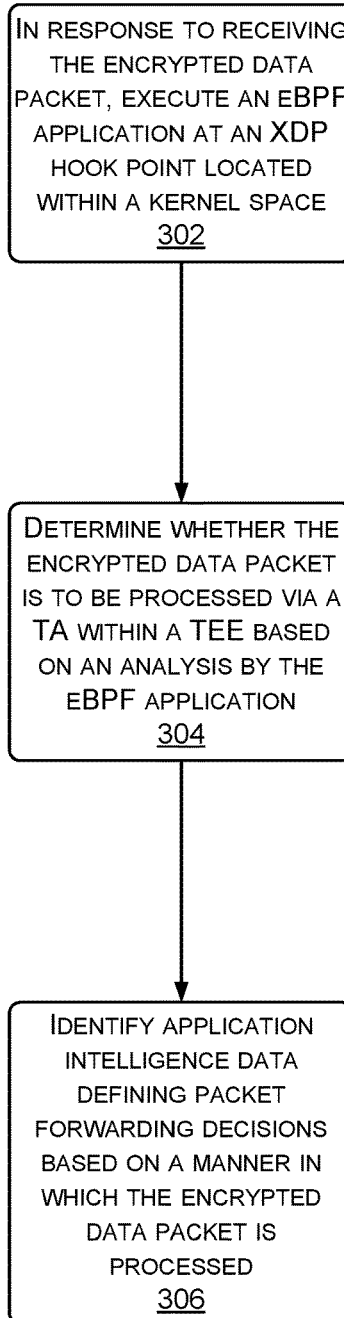 IN RESPONSE TO RECEIVING
THE ENCRYPTED DATA
PACKET, EXECUTE AN EBPF
APPLICATION AT AN XDP
HOOK POINT LOCATED
WITHIN A KERNEL SPACE
302
DETERMINE WHETHER THE
ENCRYPTED DATA PACKET
IS TO BE PROCESSED VIA A
TA WITHIN A TEE BASED
ON AN ANALYSIS BY THE
EBPF APPLICATION
304
IDENTIFY APPLICATION
INTELLIGENCE DATA
DEFINING PACKET
FORWARDING DECISIONS
BASED ON A MANNER IN
WHICH THE ENCRYPTED
DATA PACKET IS
PROCESSED
306